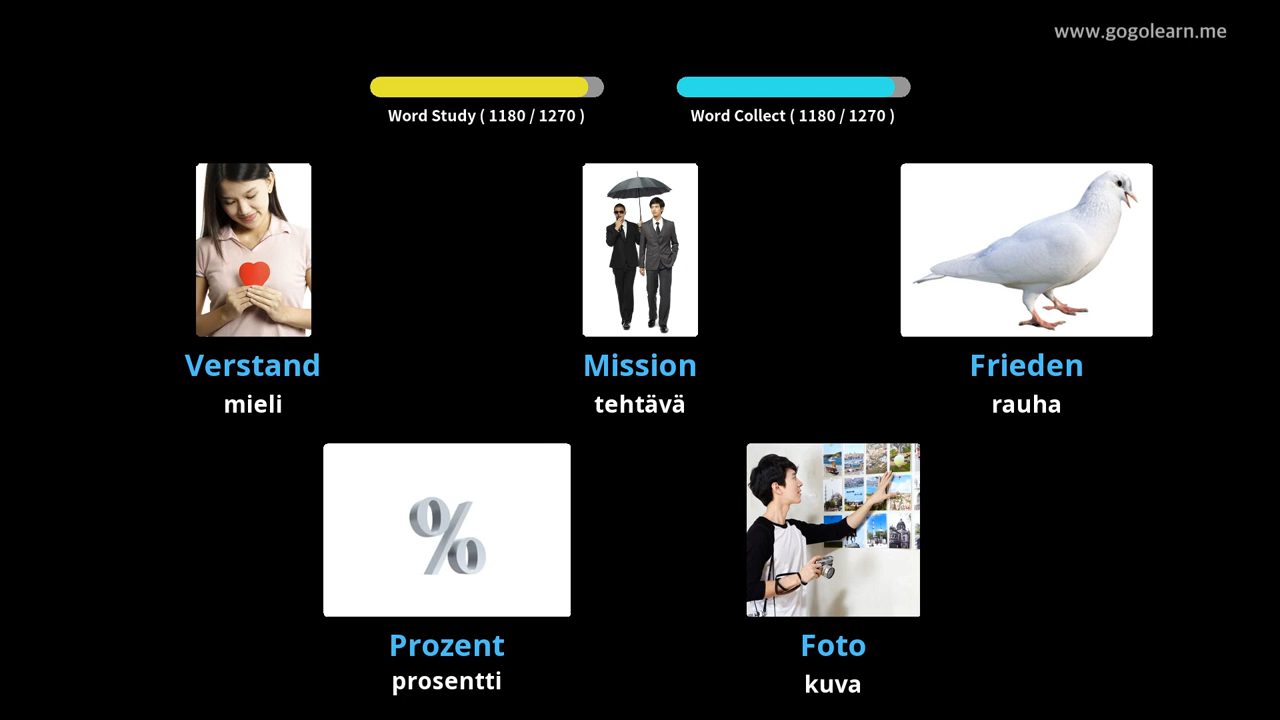 www.gogolearn.me
Word Study ( 1180 / 1270 )
Word Collect ( 1180 / 1270 )
Verstand
mieli
Mission
tehtävä
Frieden
rauha
%
Prozent
prosentti
Foto
kuva